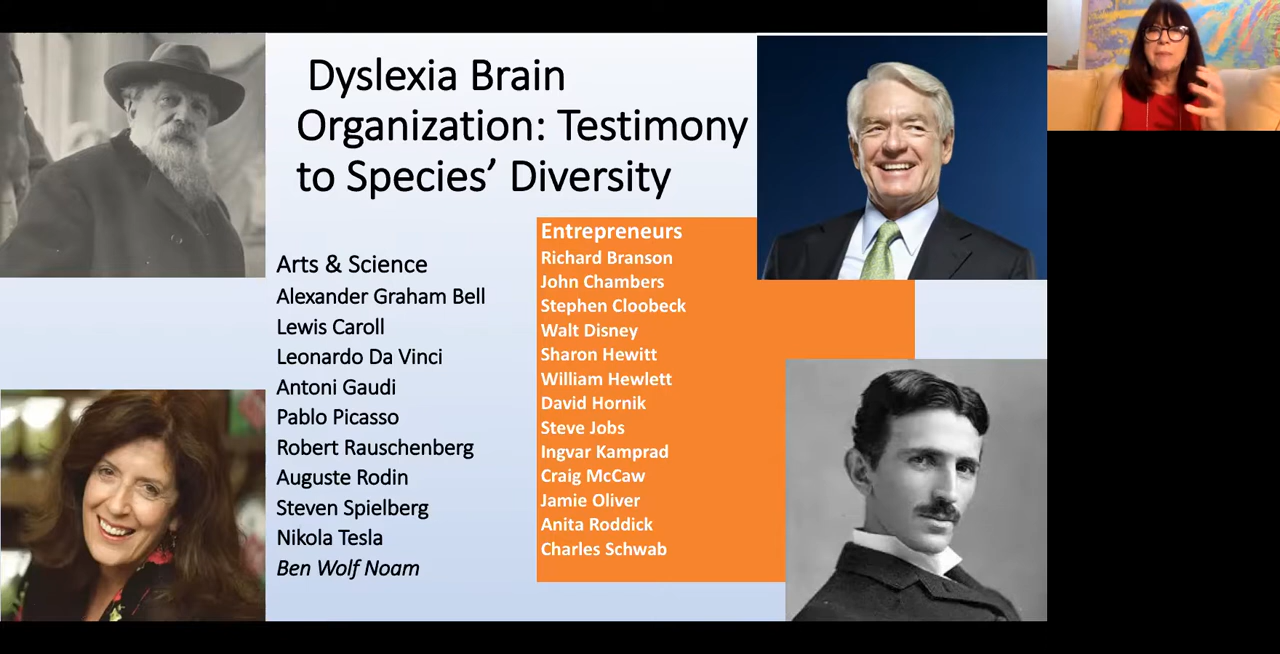 Dyslexia Brain
Organization: Testimony
to Species’ Diversity
Arts & Science
Alexander Graham Bell
Lewis Caroll
Leonardo Da Vinci
Antoni Gaudi
Pablo Picasso
Robert Rauschenberg
Auguste Rodin
Steven Spielberg
Nikola Tesla
Ben Wolf Noam
Entrepreneurs
Richard Branson
John Chambers
Stephen Cloobeck
Walt Disney
Sharon Hewitt
William Hewlett
David Hornik
Steve Jobs
Ingvar Kamprad
Craig McCaw
Jamie Oliver
Anita Roddick
Charles Schwab